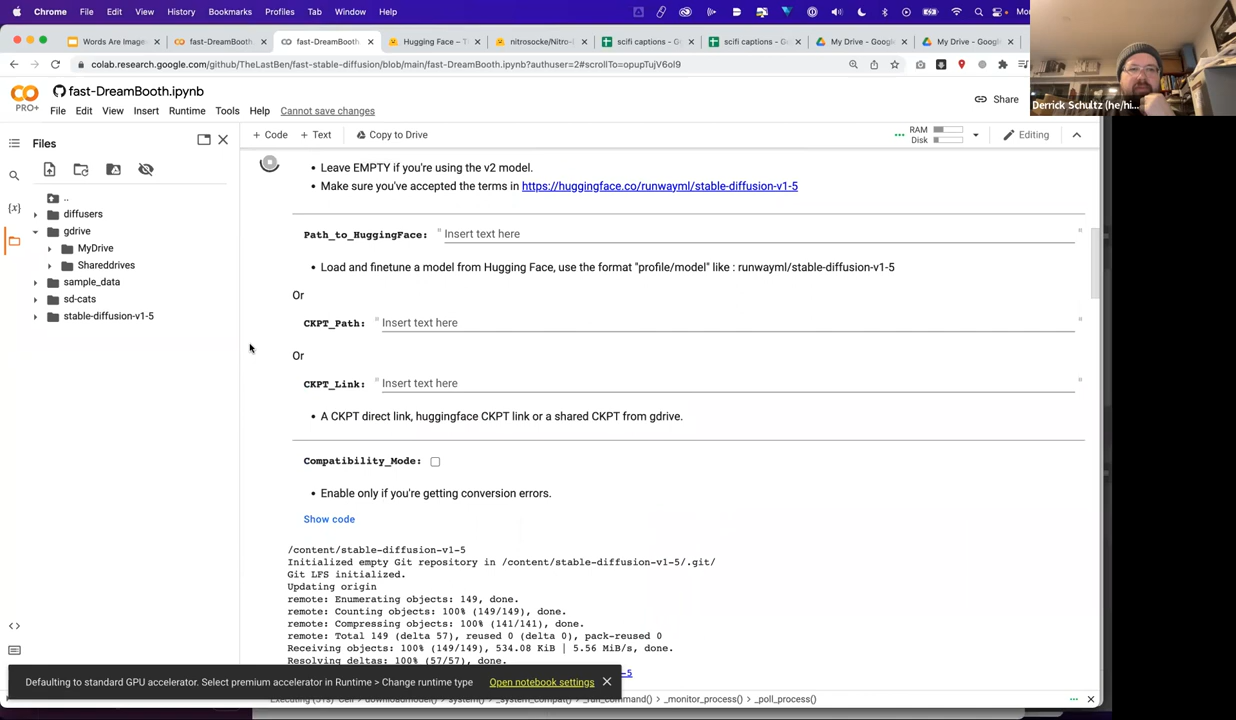 Chrome File Edit View History Bookmarks Profiles Tab Window Help
Words Are Image
fast-DreamBooth
fast-DreamBooth.i
Hugging Face – T
nitrosocke/Nitro-
scifi captions - G
scifi captions - G
My Drive - Google
My Drive - Google
colab.research.google.com/github/TheLastBen/fast-stable-diffusion/blob/main/fast-DreamBooth.ipynb?authuser=2#scrollTo=opupTujV6ol9
Derrick Schultz (he/hi...
PRO+
fast-DreamBooth.ipynb
File Edit View Insert Runtime Tools Help Cannot save changes
Share
Files
+ Code + Text Copy to Drive
RAM
Disk
Editing
..
diffusers
gdrive
MyDrive
Shareddrives
sample_data
sd-cats
stable-diffusion-v1-5
{x}
<>
• Leave EMPTY if you're using the v2 model.
• Make sure you've accepted the terms in https://huggingface.co/runwayml/stable-diffusion-v1-5
Path_to_HuggingFace: " Insert text here "
• Load and finetune a model from Hugging Face, use the format "profile/model" like : runwayml/stable-diffusion-v1-5
Or
CKPT_Path: " Insert text here "
Or
CKPT_Link: " Insert text here "
• A CKPT direct link, huggingface CKPT link or a shared CKPT from gdrive.
Compatibility_Mode:
• Enable only if you're getting conversion errors.
Show code
/content/stable-diffusion-v1-5
Initialized empty Git repository in /content/stable-diffusion-v1-5/.git/
Git LFS initialized.
Updating origin
remote: Enumerating objects: 149, done.
remote: Counting objects: 100% (149/149), done.
remote: Compressing objects: 100% (141/141), done.
remote: Total 149 (delta 57), reused 0 (delta 0), pack-reused 0
Receiving objects: 100% (149/149), 534.08 KiB | 5.56 MiB/s, done.
Resolving deltas: 100% (57/57), done.
-5
Defaulting to standard GPU accelerator. Select premium accelerator in Runtime > Change runtime type Open notebook settings
Executing (51s) Cell > downloadmodel() > system() > _system_compat() > _run_command() > _monitor_process() > _poll_process()